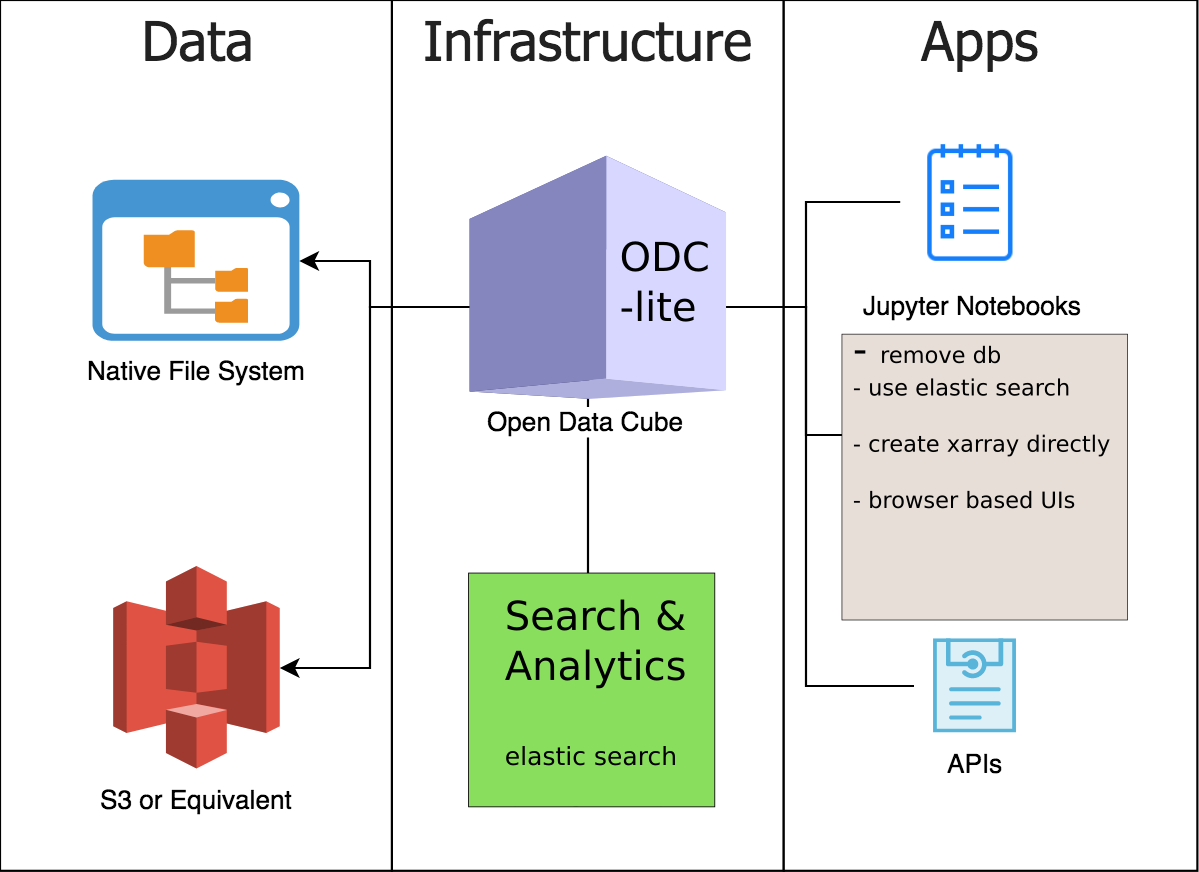 Data
Infrastructure
Apps
ODC
-lite
Native File System
Open Data Cube
Jupyter Notebooks
- remove db
- use elastic search
- create xarray directly
- browser based UIs
Search &
Analytics
elastic search
S3 or Equivalent
APIs